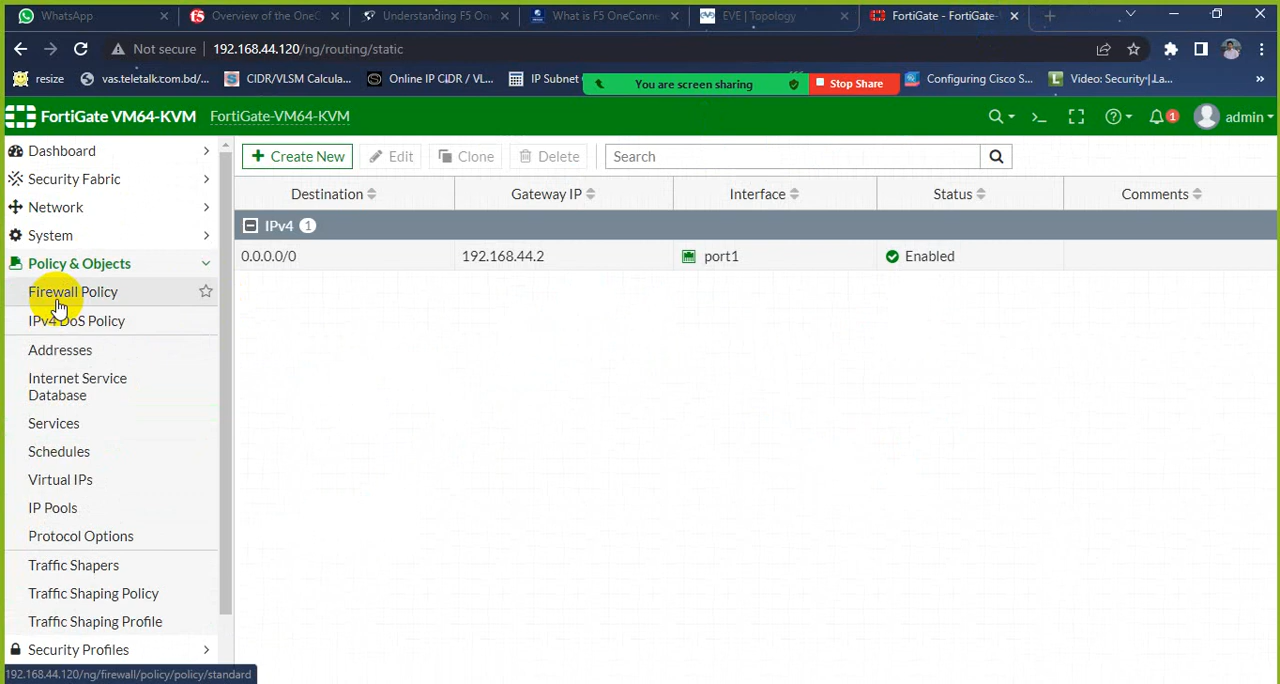 WhatsApp
Overview of the OneC
Understanding F5 On
What is F5 OneConne
EVE | Topology
FortiGate - FortiGate-
Not secure
192.168.44.120/ng/routing/static
resize
vas.teletalk.com.bd/...
CIDR/VLSM Calcula...
Online IP CIDR / VL...
IP Subnet
You are screen sharing
Stop Share
Configuring Cisco S...
Video: Security | La...
»
FortiGate VM64-KVM
FortiGate-VM64-KVM
1
admin
Dashboard
Security Fabric
Network
System
Policy & Objects
Firewall Policy
IPv4 DoS Policy
Addresses
Internet Service
Database
Services
Schedules
Virtual IPs
IP Pools
Protocol Options
Traffic Shapers
Traffic Shaping Policy
Traffic Shaping Profile
Security Profiles
192.168.44.120/ng/firewall/policy/policy/standard
+ Create New
Edit
Clone
Delete
Search
Destination
Gateway IP
Interface
Status
Comments
IPv4 1
0.0.0.0/0
192.168.44.2
port1
Enabled